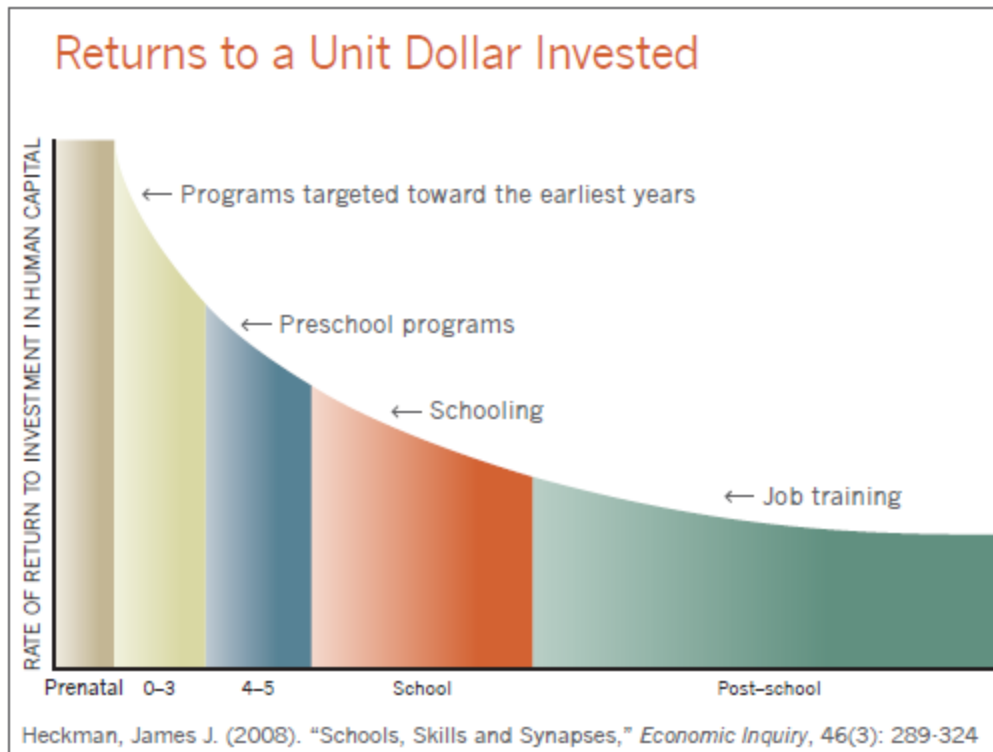 Returns to a Unit Dollar Invested
RATE OF RETURN TO INVESTMENT IN HUMAN CAPITAL
← Programs targeted toward the earliest years
← Preschool programs
← Schooling
← Job training
Prenatal 0–3 4–5 School Post–school
Heckman, James J. (2008). “Schools, Skills and Synapses,” Economic Inquiry, 46(3): 289-324